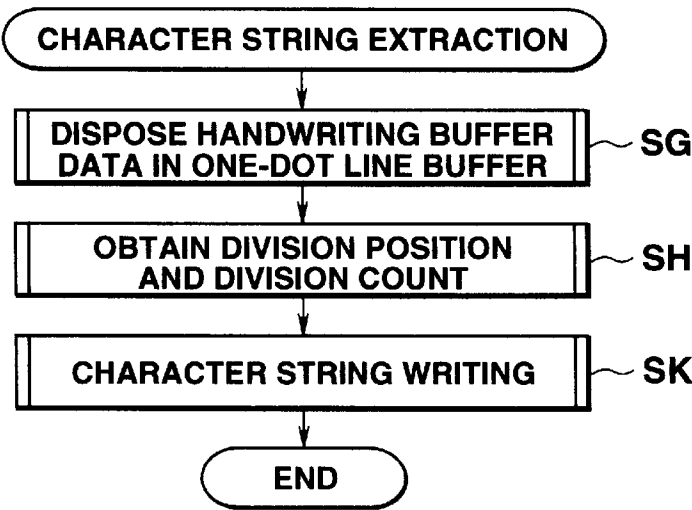 CHARACTER STRING EXTRACTION
DISPOSE HANDWRITING BUFFER
DATA IN ONE-DOT LINE BUFFER
SG
OBTAIN DIVISION POSITION
AND DIVISION COUNT
SH
CHARACTER STRING WRITING
SK
END